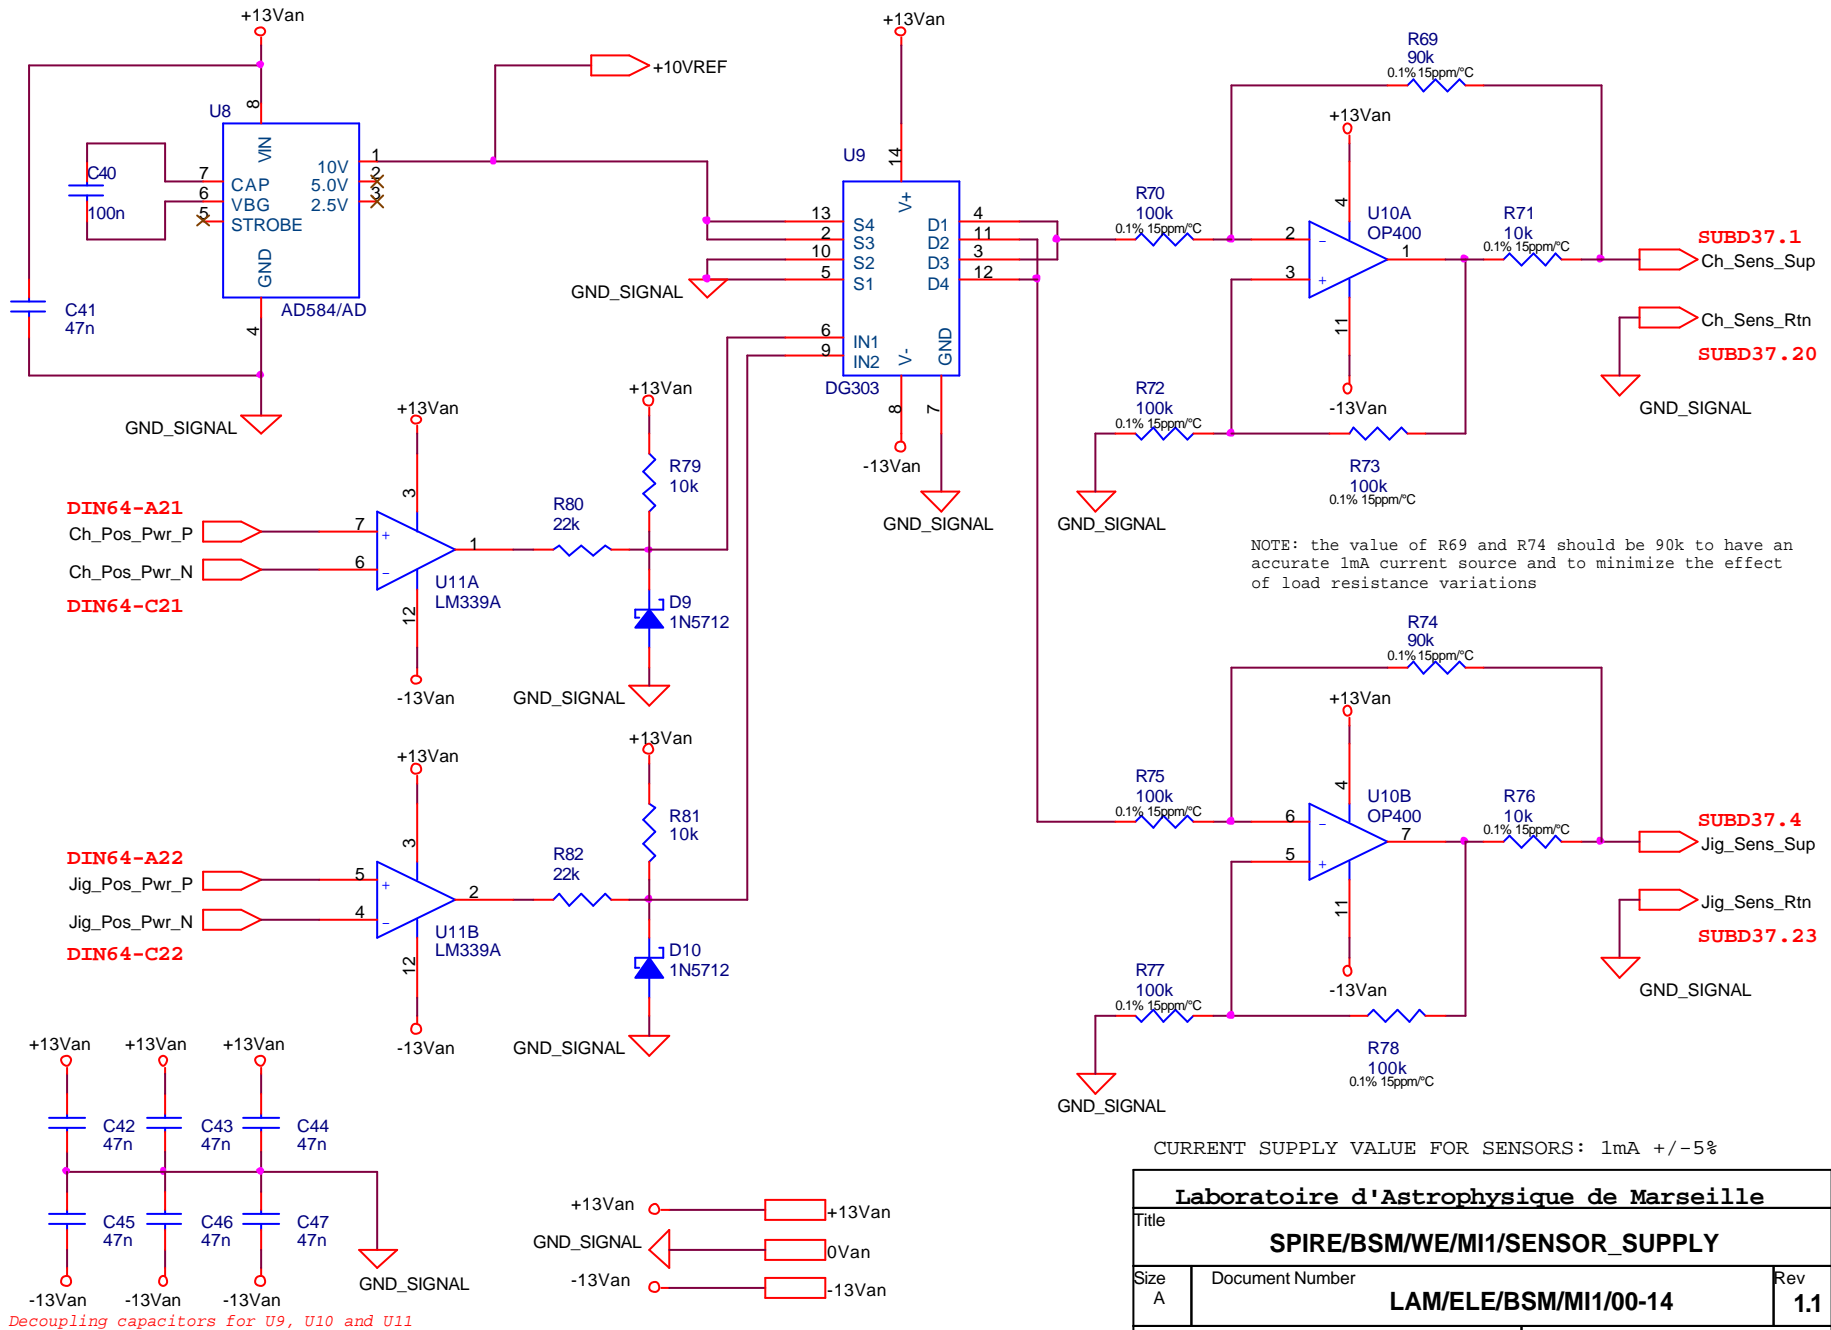 +13Van
+10VREF
U8
8
VIN
C40
100n
7
CAP
6
VBG
5
STROBE
10V
1
5.0V
2
2.5V
3
GND
4
AD584/AD
C41
47n
GND_SIGNAL
+13Van
U9
14
V+
13
S4
2
S3
10
S2
5
S1
D1
4
D2
11
D3
3
D4
12
6
IN1
9
IN2
V-
GND
DG303
8
7
-13Van
GND_SIGNAL
GND_SIGNAL
R69
90k
0.1% 15ppm/°C
+13Van
R70
100k
0.1% 15ppm/°C
4
U10A
OP400
2
-
3
+
1
11
R71
10k
0.1% 15ppm/°C
SUBD37.1
Ch_Sens_Sup
Ch_Sens_Rtn
SUBD37.20
GND_SIGNAL
-13Van
R72
100k
0.1% 15ppm/°C
R73
100k
0.1% 15ppm/°C
GND_SIGNAL
NOTE: the value of R69 and R74 should be 90k to have an
accurate 1mA current source and to minimize the effect
of load resistance variations
+13Van
+13Van
3
R79
10k
DIN64-A21
Ch_Pos_Pwr_P
7
+
Ch_Pos_Pwr_N
6
-
DIN64-C21
1
U11A
LM339A
12
R80
22k
D9
1N5712
-13Van
GND_SIGNAL
R74
90k
0.1% 15ppm/°C
+13Van
R75
100k
0.1% 15ppm/°C
4
U10B
OP400
6
-
5
+
7
11
R76
10k
0.1% 15ppm/°C
SUBD37.4
Jig_Sens_Sup
Jig_Sens_Rtn
SUBD37.23
GND_SIGNAL
-13Van
R77
100k
0.1% 15ppm/°C
R78
100k
0.1% 15ppm/°C
GND_SIGNAL
+13Van
+13Van
3
R81
10k
DIN64-A22
Jig_Pos_Pwr_P
5
+
Jig_Pos_Pwr_N
4
-
DIN64-C22
2
U11B
LM339A
12
R82
22k
D10
1N5712
-13Van
GND_SIGNAL
+13Van +13Van +13Van
C42
47n
C43
47n
C44
47n
C45
47n
C46
47n
C47
47n
GND_SIGNAL
-13Van -13Van -13Van
Decoupling capacitors for U9, U10 and U11
+13Van
+13Van
GND_SIGNAL
0Van
-13Van
-13Van
CURRENT SUPPLY VALUE FOR SENSORS: 1mA +/-5%
Laboratoire d'Astrophysique de Marseille
Title
SPIRE/BSM/WE/MI1/SENSOR_SUPPLY
Size
A
Document Number
LAM/ELE/BSM/MI1/00-14
Rev
1.1